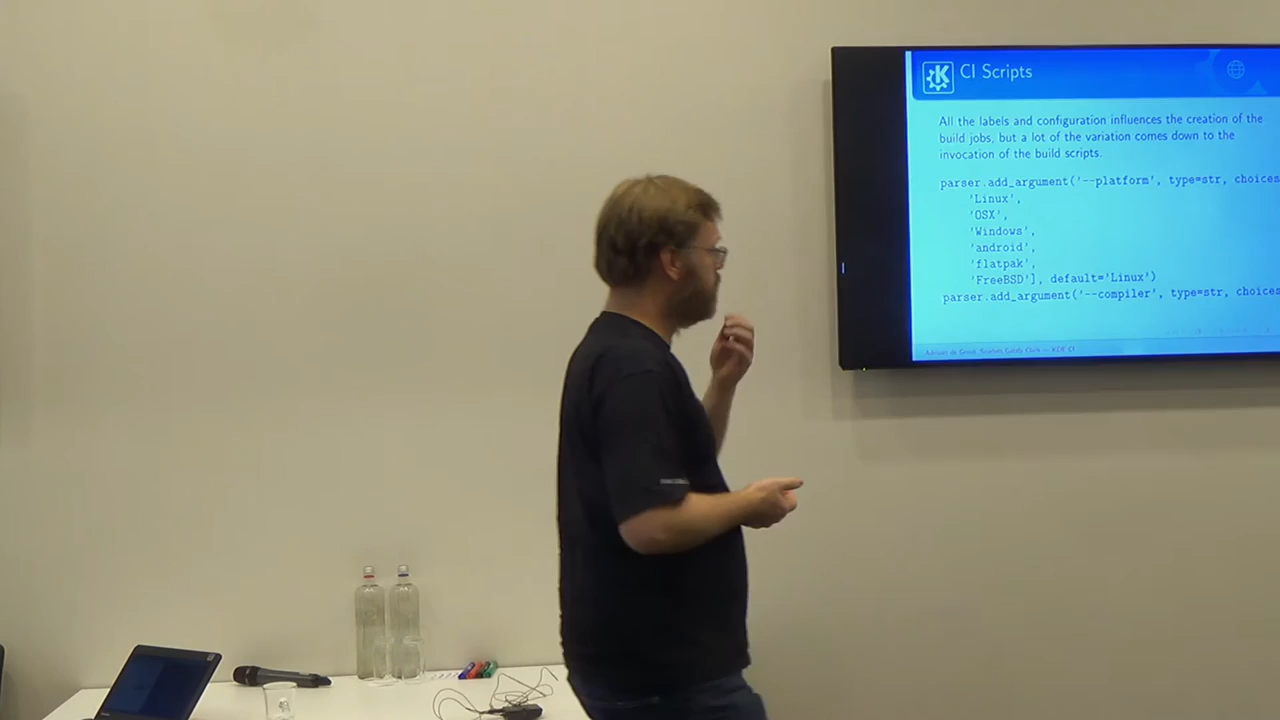 CI Scripts
All the labels and configuration influences the creation of the
build jobs, but a lot of the variation comes down to the
invocation of the build scripts.
parser.add_argument('--platform', type=str, choices
'Linux',
'OSX',
'Windows',
'android',
'flatpak',
'FreeBSD'], default='Linux')
parser.add_argument('--compiler', type=str, choices
KDE CI